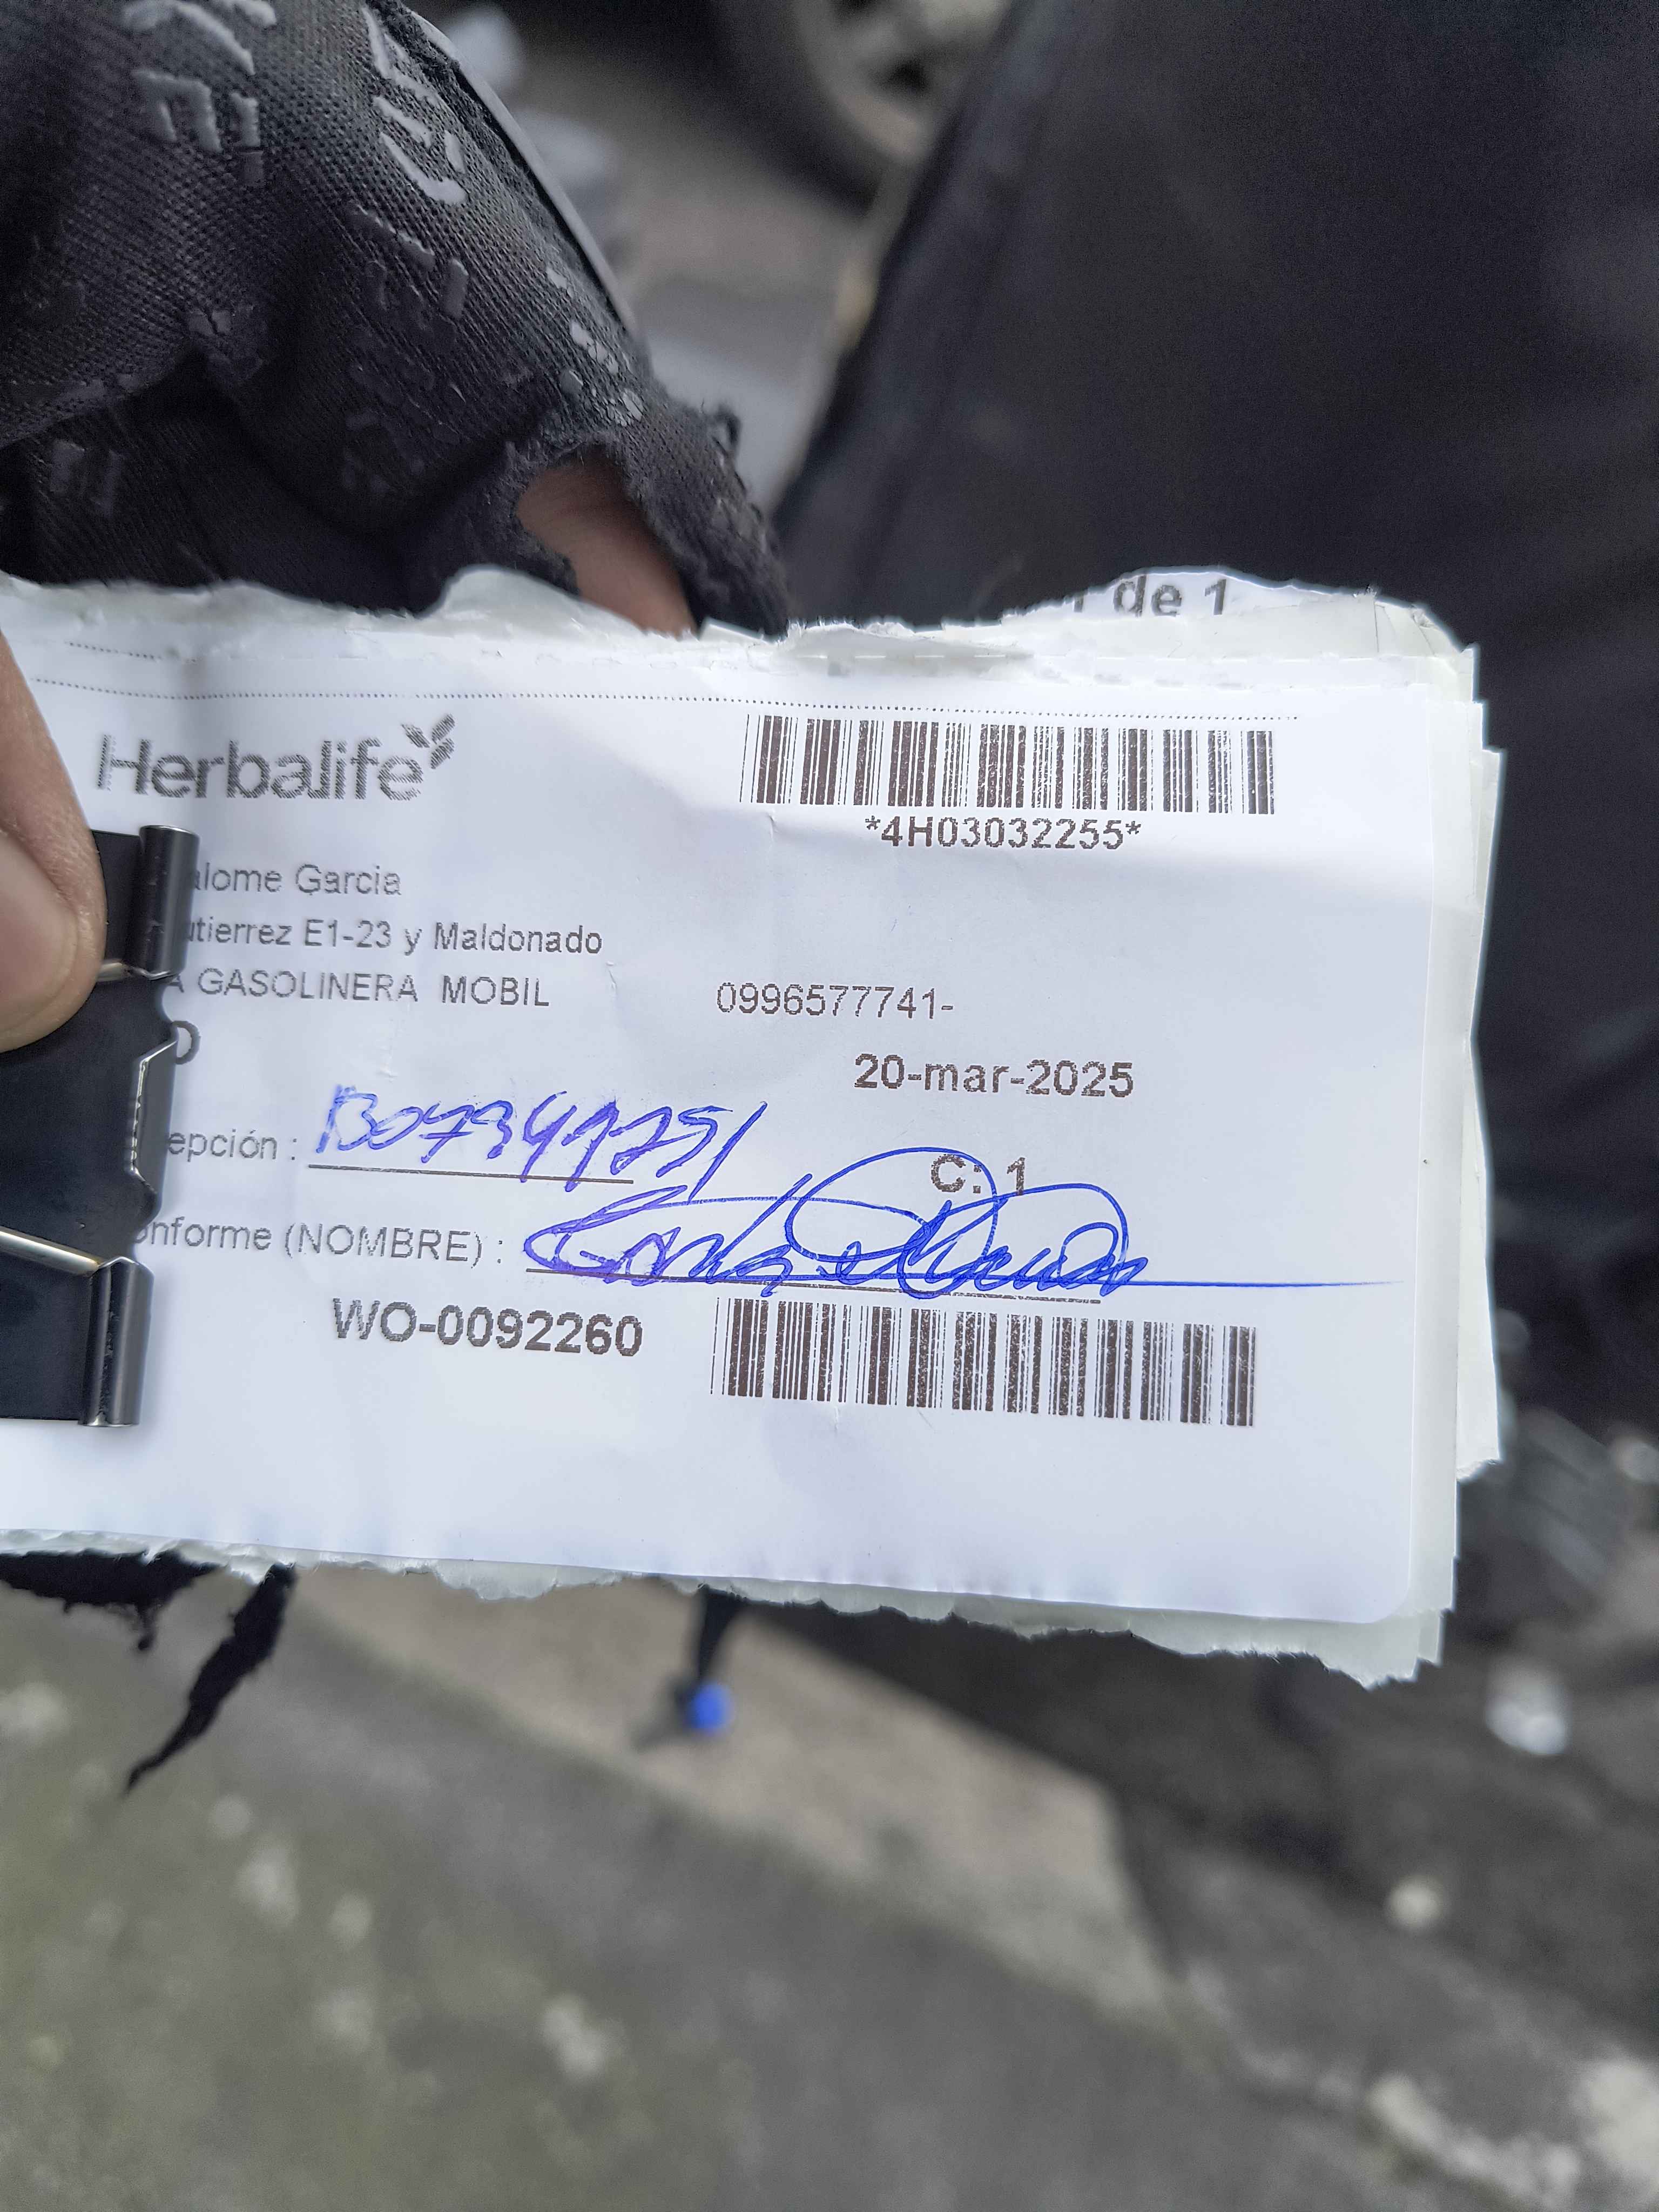 de 1
Herbalife
*4H03032255*
alome Garcia
utierrez E1-23 y Maldonado
A GASOLINERA MOBIL
0996577741-
O
20-mar-2025
epción :
C: 1
onforme (NOMBRE) :
WO-0092260